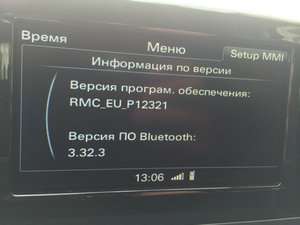 Время
Меню
Setup MMI
Информация по версии
Версия програм. обеспечения:
RMC_EU_P12321
Версия ПО Bluetooth:
3.32.3
13:06